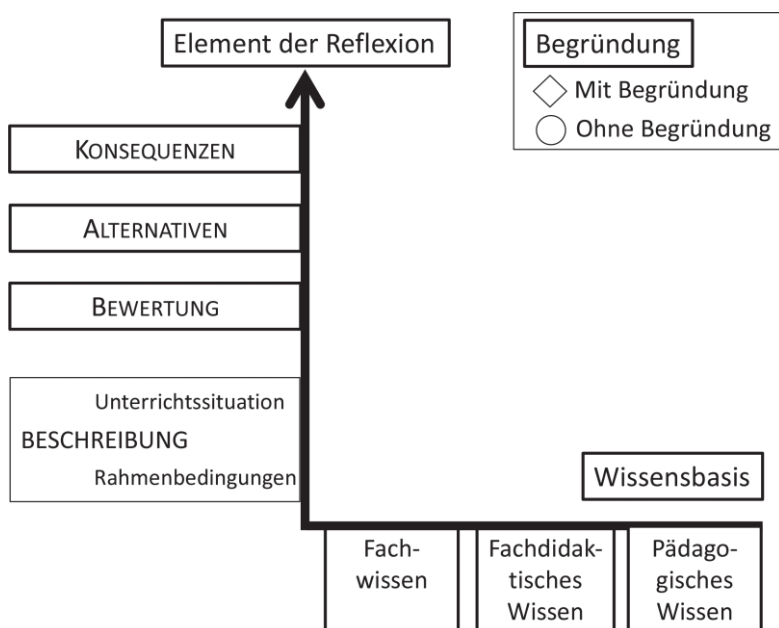 Element der Reflexion
Begründung
Mit Begründung
Ohne Begründung
KONSEQUENZEN
ALTERNATIVEN
BEWERTUNG
Unterrichtssituation
BESCHREIBUNG
Rahmenbedingungen
Wissensbasis
Fach-
wissen
Fachdidak-
tisches
Wissen
Pädago-
gisches
Wissen